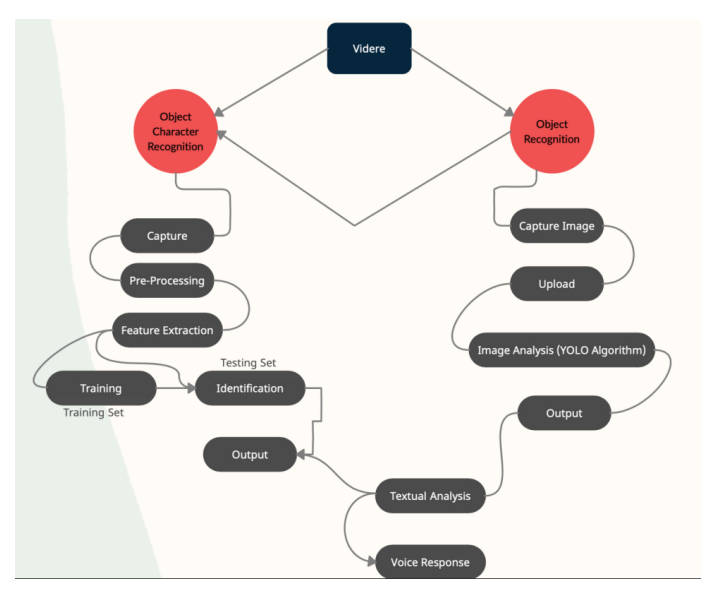 Videre
Object
Character
Recognition
Object
Recognition
Capture
Capture Image
Pre-Processing
Upload
Feature Extraction
Image Analysis (YOLO Algorithm)
Testing Set
Training
Identification
Training Set
Output
Output
Textual Analysis
Voice Response